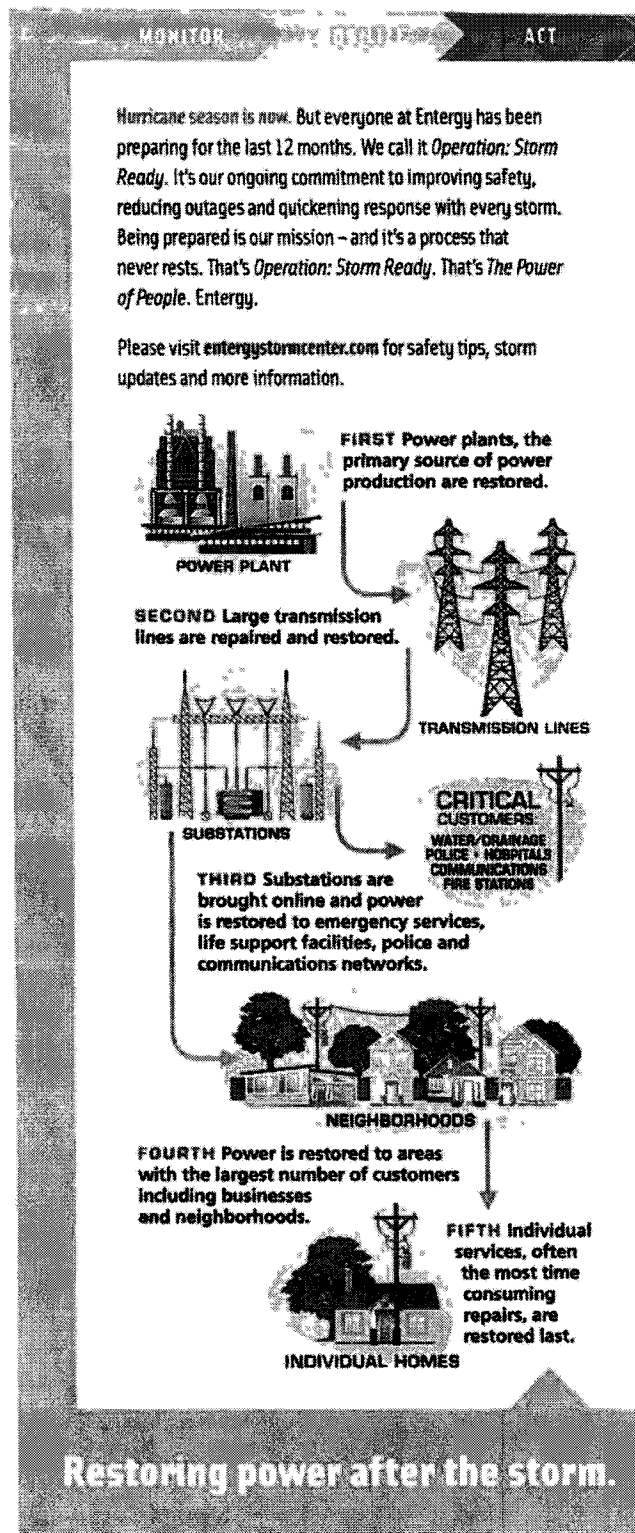 MONITOR
ACT
Hurricane season is now. But everyone at Entergy has been
preparing for the last 12 months. We call it Operation: Storm
Ready. It's our ongoing commitment to improving safety,
reducing outages and quickening response with every storm.
Being prepared is our mission – and it's a process that
never rests. That's Operation: Storm Ready. That's The Power
of People. Entergy.
Please visit entergystormcenter.com for safety tips, storm
updates and more information.
FIRST Power plants, the
primary source of power
production are restored.
POWER PLANT
SECOND Large transmission
lines are repaired and restored.
TRANSMISSION LINES
SUBSTATIONS
CRITICAL
CUSTOMERS:
WATER/DRAINAGE
POLICE • HOSPITALS
COMMUNICATIONS
FIRE STATIONS
THIRD Substations are
brought online and power
is restored to emergency services,
life support facilities, police and
communications networks.
NEIGHBORHOODS
FOURTH Power is restored to areas
with the largest number of customers
including businesses
and neighborhoods.
FIFTH Individual
services, often
the most time
consuming
repairs, are
restored last.
INDIVIDUAL HOMES
Restoring power after the storm.